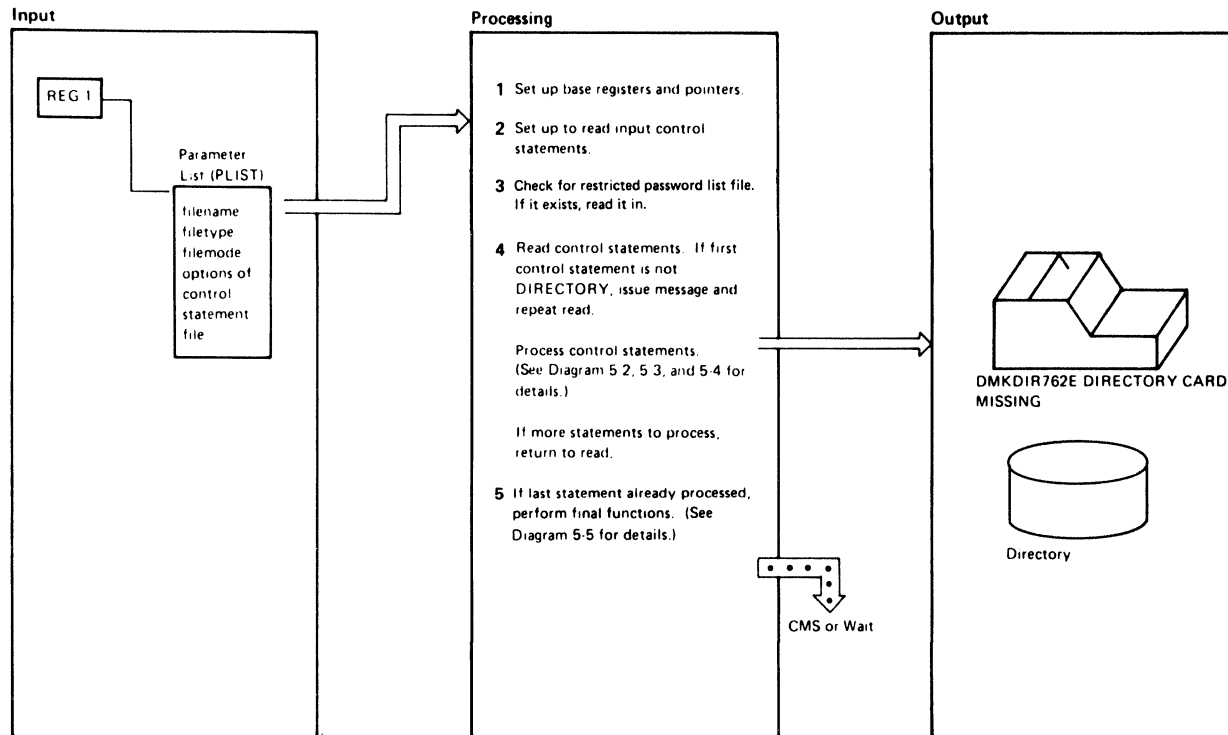 Input
REG 1
Parameter
List (PLIST)
filename
filetype
filemode
options of
control
statement
file
Processing
1 Set up base registers and pointers.
2 Set up to read input control
statements.
3 Check for restricted password list file.
If it exists, read it in.
4 Read control statements. If first
control statement is not
DIRECTORY, issue message and
repeat read.
Process control statements.
(See Diagram 5 2, 5 3, and 5-4 for
details.)
If more statements to process,
return to read.
5 If last statement already processed,
perform final functions. (See
Diagram 5-5 for details.)
CMS or Wait
Output
DMKDIR762E DIRECTORY CARD
MISSING
Directory